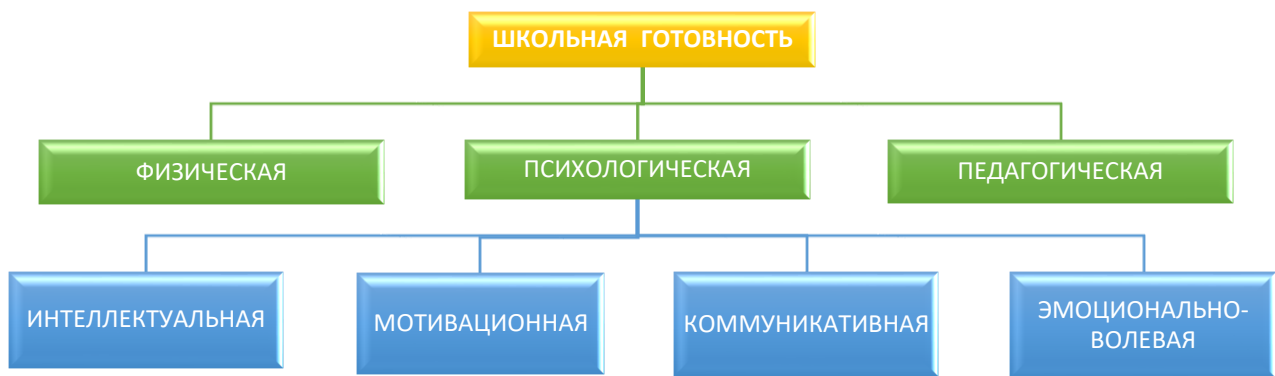 ШКОЛЬНАЯ ГОТОВНОСТЬ
ФИЗИЧЕСКАЯ
ПСИХОЛОГИЧЕСКАЯ
ПЕДАГОГИЧЕСКАЯ
ИНТЕЛЛЕКТУАЛЬНАЯ
МОТИВАЦИОННАЯ
КОММУНИКАТИВНАЯ
ЭМОЦИОНАЛЬНО-
ВОЛЕВАЯ